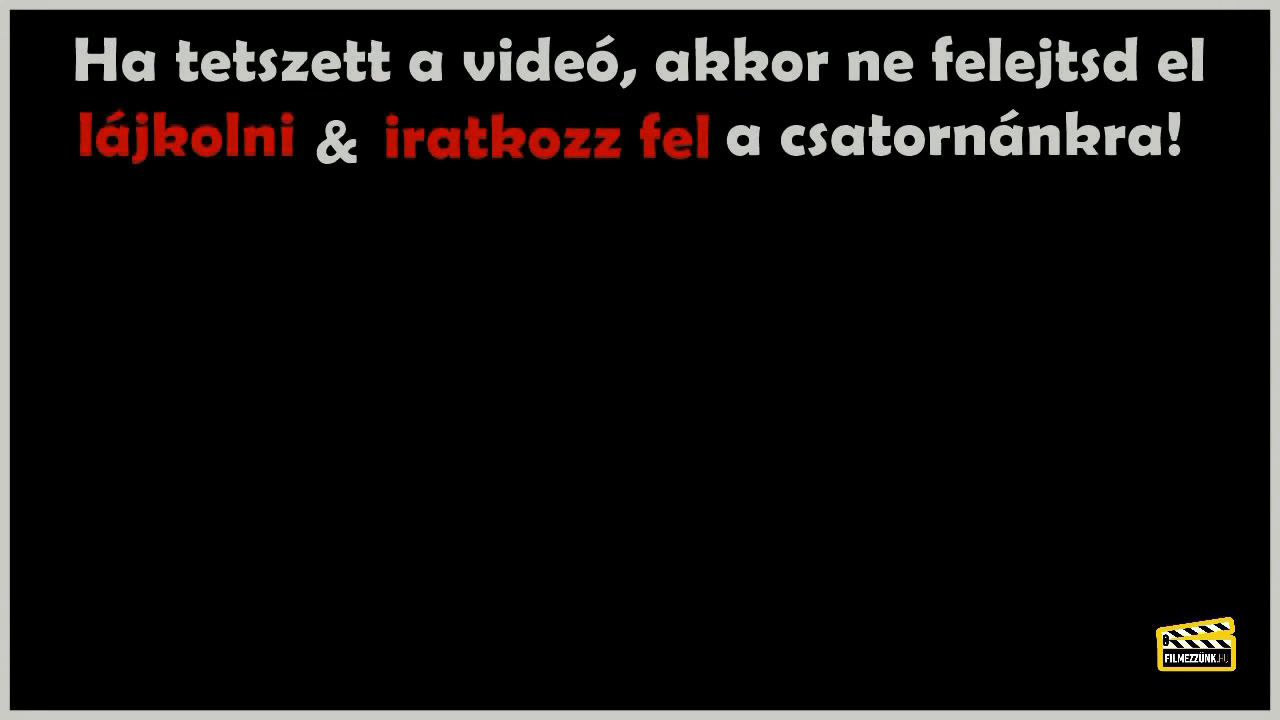 Ha tetszett a videó, akkor ne felejtsd el
lájkolni & iratkozz fel a csatornánkra!
FILMEZZÜNK.HU